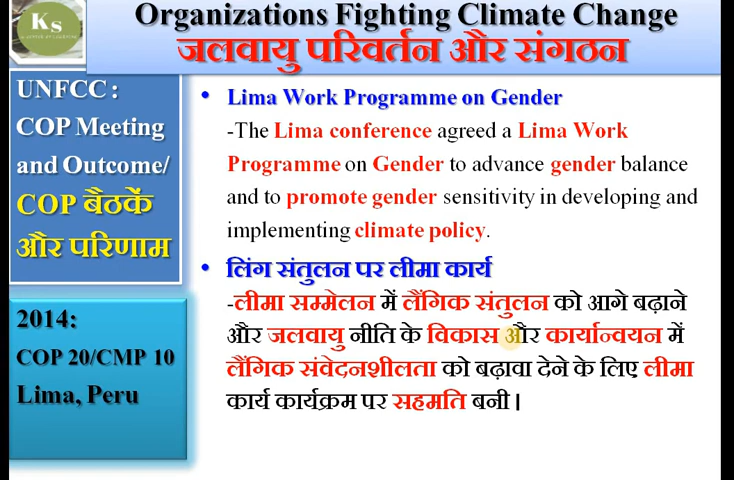 Ks
Organizations Fighting Climate Change
जलवायु परिवर्तन और संगठन
UNFCC :
COP Meeting
and Outcome/
COP बैठकें
और परिणाम
2014:
COP 20/CMP 10
Lima, Peru
• Lima Work Programme on Gender
-The Lima conference agreed a Lima Work
Programme on Gender to advance gender balance
and to promote gender sensitivity in developing and
implementing climate policy.
• लिंग संतुलन पर लीमा कार्य
-लीमा सम्मेलन में लैंगिक संतुलन को आगे बढ़ाने
और जलवायु नीति के विकास और कार्यान्वयन में
लैंगिक संवेदनशीलता को बढ़ावा देने के लिए लीमा
कार्य कार्यक्रम पर सहमति बनी।